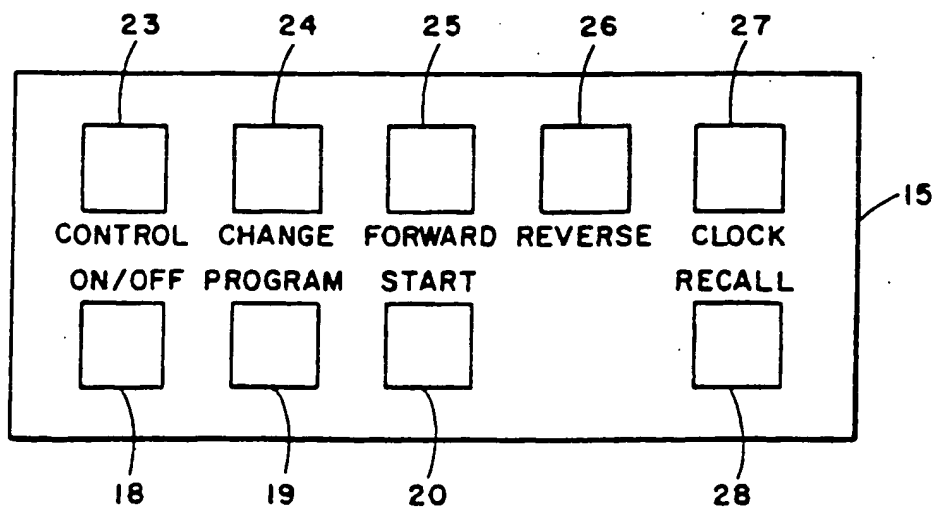 23 24 25 26 27
15
CONTROL CHANGE FORWARD REVERSE CLOCK
ON/OFF PROGRAM START RECALL
18 19 20 28